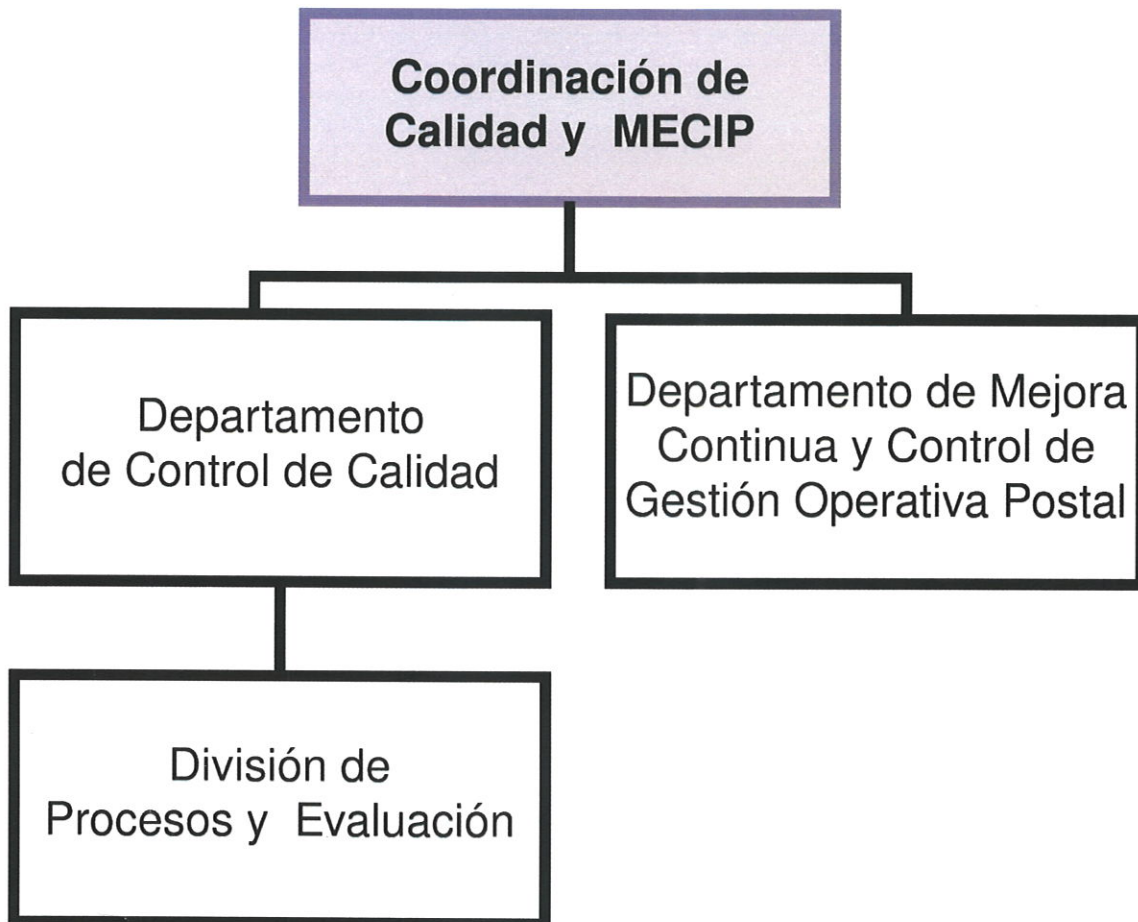 Coordinación de
Calidad y MECIP
Departamento
de Control de Calidad
Departamento de Mejora
Continua y Control de
Gestión Operativa Postal
División de
Procesos y Evaluación